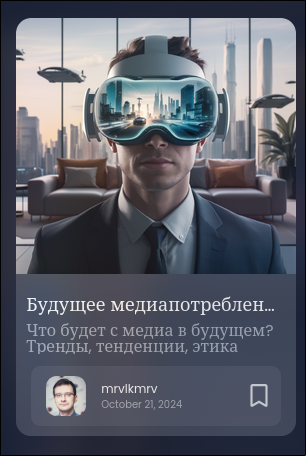 Будущее медиапотреблен...
Что будет с медиа в будущем?
Тренды, тенденции, этика
mrvlkmrv
October 21, 2024